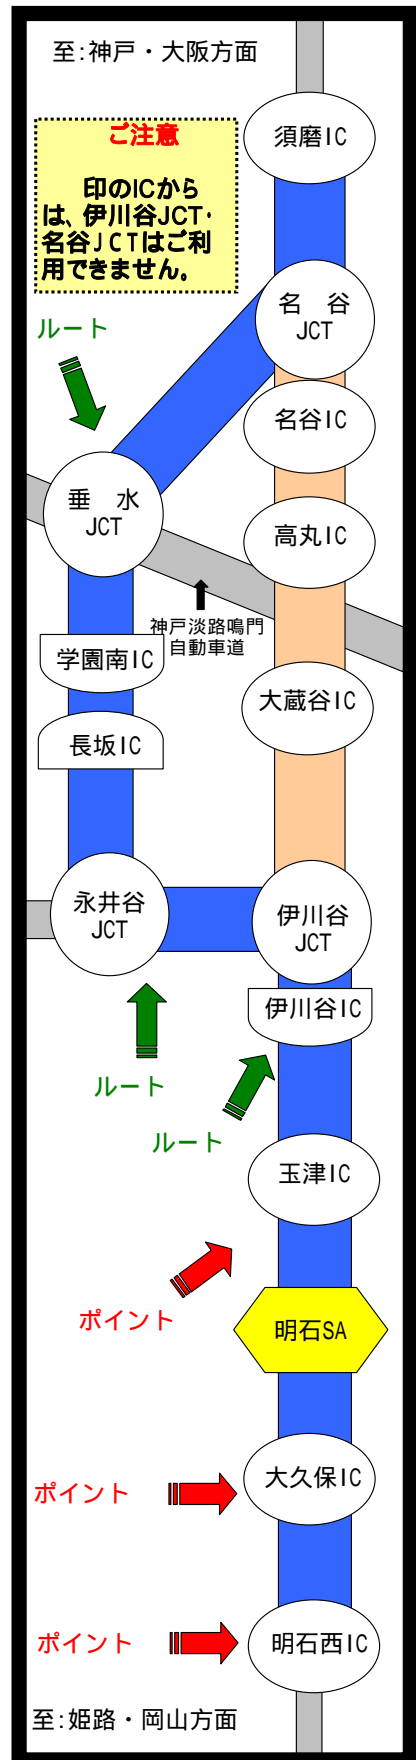 至:神戸・大阪方面
須磨IC
ご注意
印のICから
は、伊川谷JCT・
名谷JCTはご利
用できません。
名 谷
JCT
ルート
名谷IC
垂 水
JCT
高丸IC
神戸淡路鳴門
自動車道
学園南IC
大蔵谷IC
長坂IC
永井谷
JCT
伊川谷
JCT
伊川谷IC
ルート
ルート
玉津IC
ポイント
明石SA
大久保IC
ポイント
ポイント
明石西IC
至:姫路・岡山方面